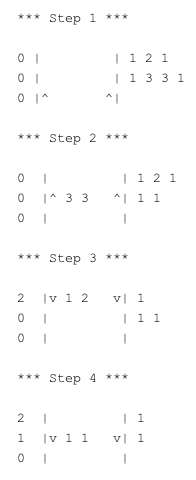 *** Step 1 ***
0 |         | 1 2 1
0 |         | 1 3 3 1
0 |^       ^|
*** Step 2 ***
0  |         | 1 2 1
0  |^ 3 3   ^| 1 1
0  |         |
*** Step 3 ***
2  |v 1 2   v| 1
0  |         | 1 1
0  |         |
*** Step 4 ***
2  |         | 1
1  |v 1 1   v| 1
0  |         |